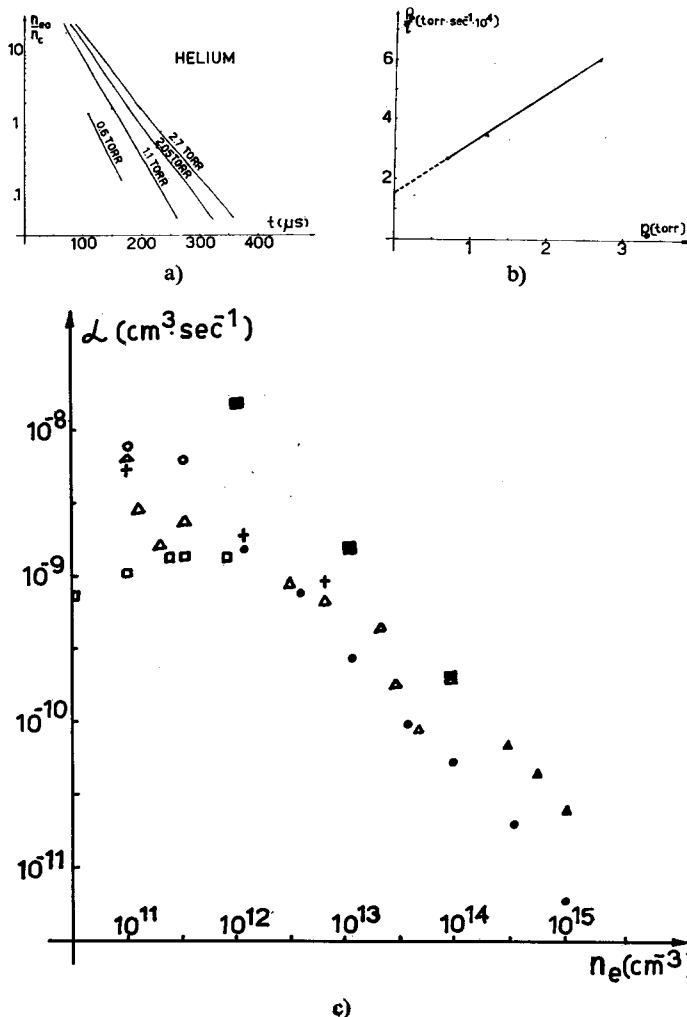 n_eo
n_c
10
1
.1
HELIUM
0.6 TORR
1.1 TORR
2.05 TORR
2.7 TORR
100
200
300
400
t(µs)
a)
(torr·sec⁻¹·10⁴)
6
4
2
0
1
2
3
(torr)
b)
α (cm³·sec⁻¹)
10⁻⁸
10⁻⁹
10⁻¹⁰
10⁻¹¹
10¹¹
10¹²
10¹³
10¹⁴
10¹⁵
n_e(cm⁻³)
c)